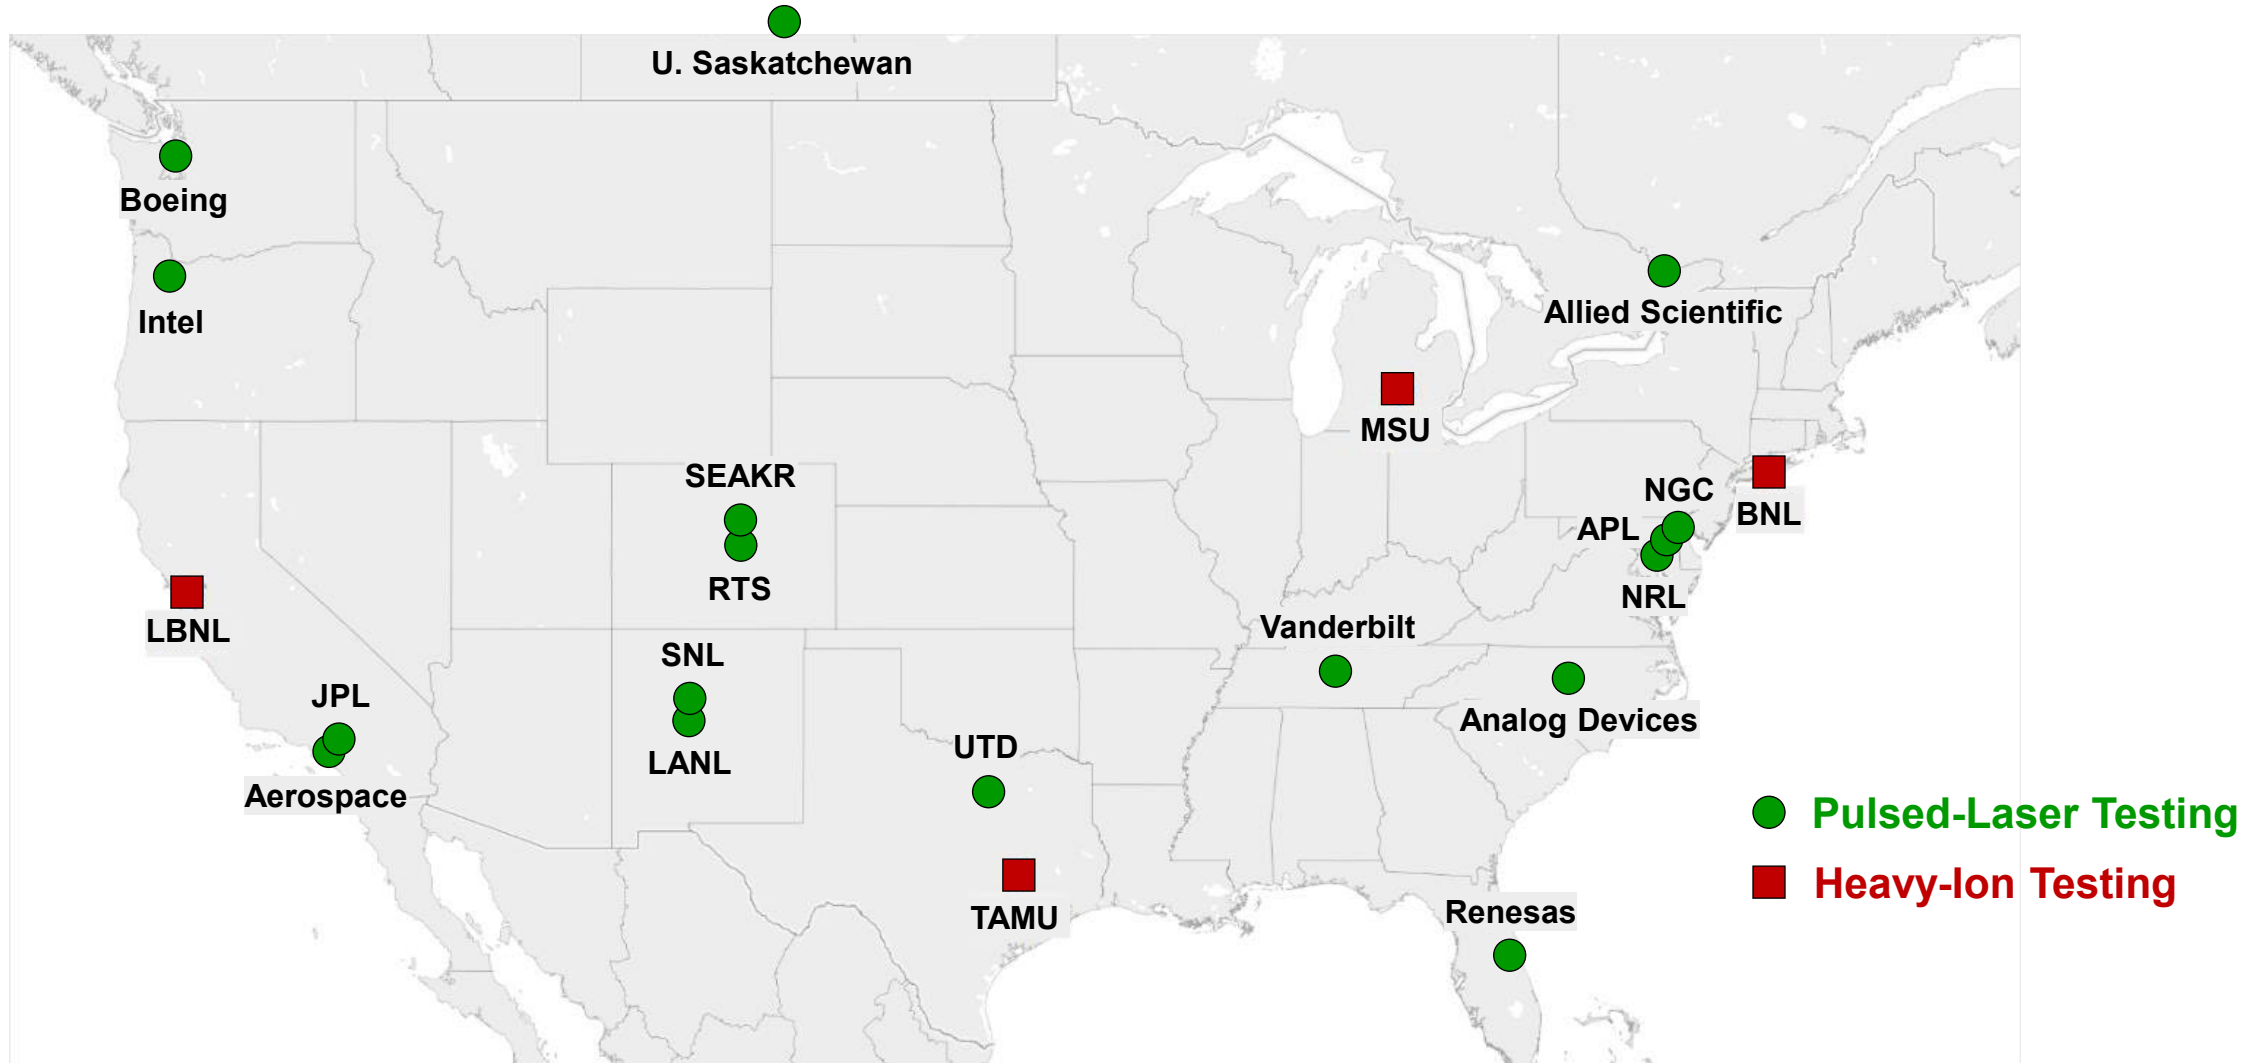 U. Saskatchewan
Boeing
Intel
Allied Scientific
MSU
SEAKR
NGC
BNL
APL
RTS
NRL
LBNL
Vanderbilt
SNL
JPL
Analog Devices
UTD
LANL
Aerospace
Pulsed-Laser Testing
Heavy-Ion Testing
Renesas
TAMU